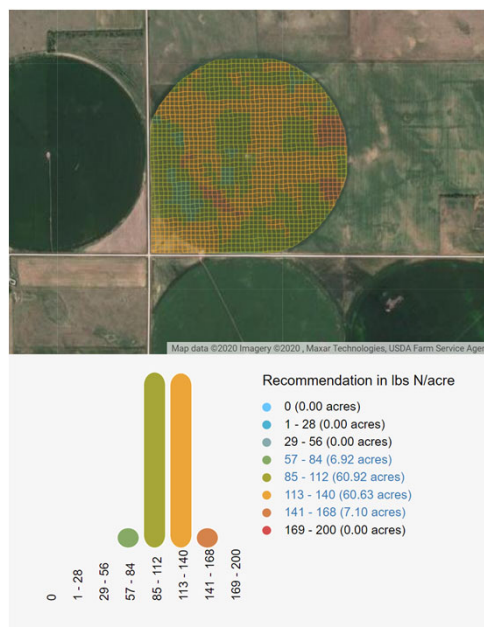 Map data ©2020 Imagery ©2020 , Maxar Technologies, USDA Farm Service Agen
Recommendation in lbs N/acre
0 (0.00 acres)
1 - 28 (0.00 acres)
29 - 56 (0.00 acres)
57 - 84 (6.92 acres)
85 - 112 (60.92 acres)
113 - 140 (60.63 acres)
141 - 168 (7.10 acres)
169 - 200 (0.00 acres)
0
1 - 28
29 - 56
57 - 84
85 - 112
113 - 140
141 - 168
169 - 200